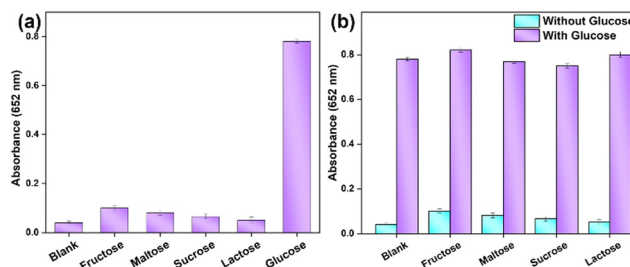 (a)
Absorbance (652 nm)
0.8
0.4
0.2
0.0
Blank
Fructose
Maltose
Sucrose
Lactose
Glucose
(b)
Without Glucose
With Glucose
Absorbance (652 nm)
0.8
0.6
0.4
0.2
0.0
Blank
Fructose
Maltose
Sucrose
Lactose